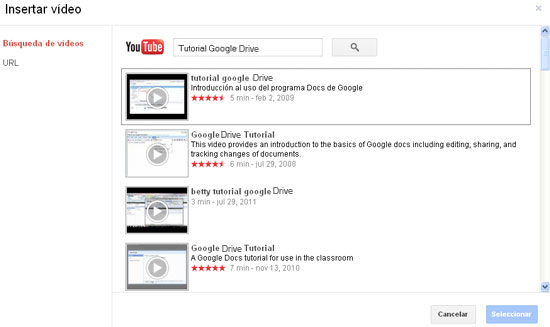 Insertar vídeo
Búsqueda de vídeos
URL
YouTube
Tutorial Google Drive
tutorial google Drive
Introducción al uso del programa Docs de Google
5 min - feb 2, 2009
Google Drive Tutorial
This video provides an introduction to the basics of Google docs including editing, sharing, and
tracking changes of documents.
6 min - jul 29, 2008
betty tutorial google Drive
3 min - jul 29, 2011
Google Drive Tutorial
A Google Docs tutorial for use in the classroom
7 min - nov 13, 2010
Cancelar
Seleccionar